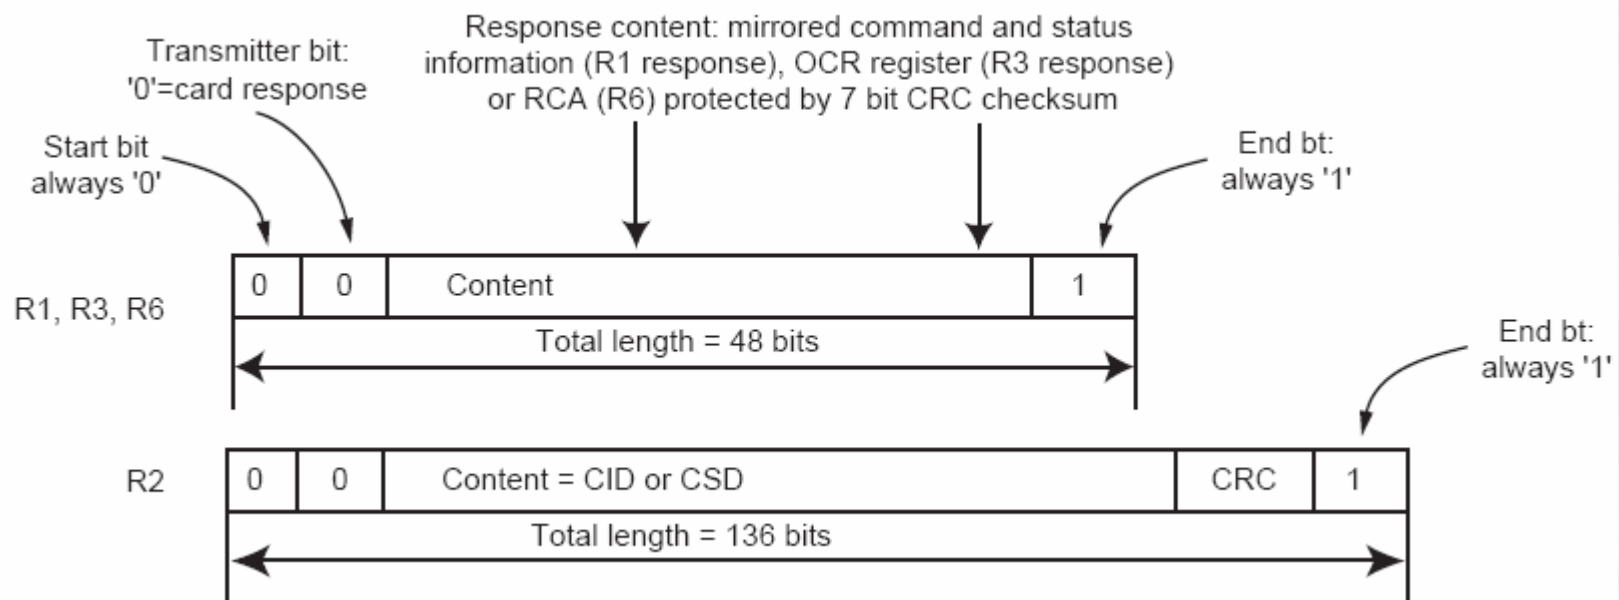 Response content: mirrored command and status
information (R1 response), OCR register (R3 response)
or RCA (R6) protected by 7 bit CRC checksum
Transmitter bit:
'0'=card response
Start bit
always '0'
End bt:
always '1'
R1, R3, R6
0 0 Content 1
Total length = 48 bits
End bt:
always '1'
R2
0 0 Content = CID or CSD CRC 1
Total length = 136 bits